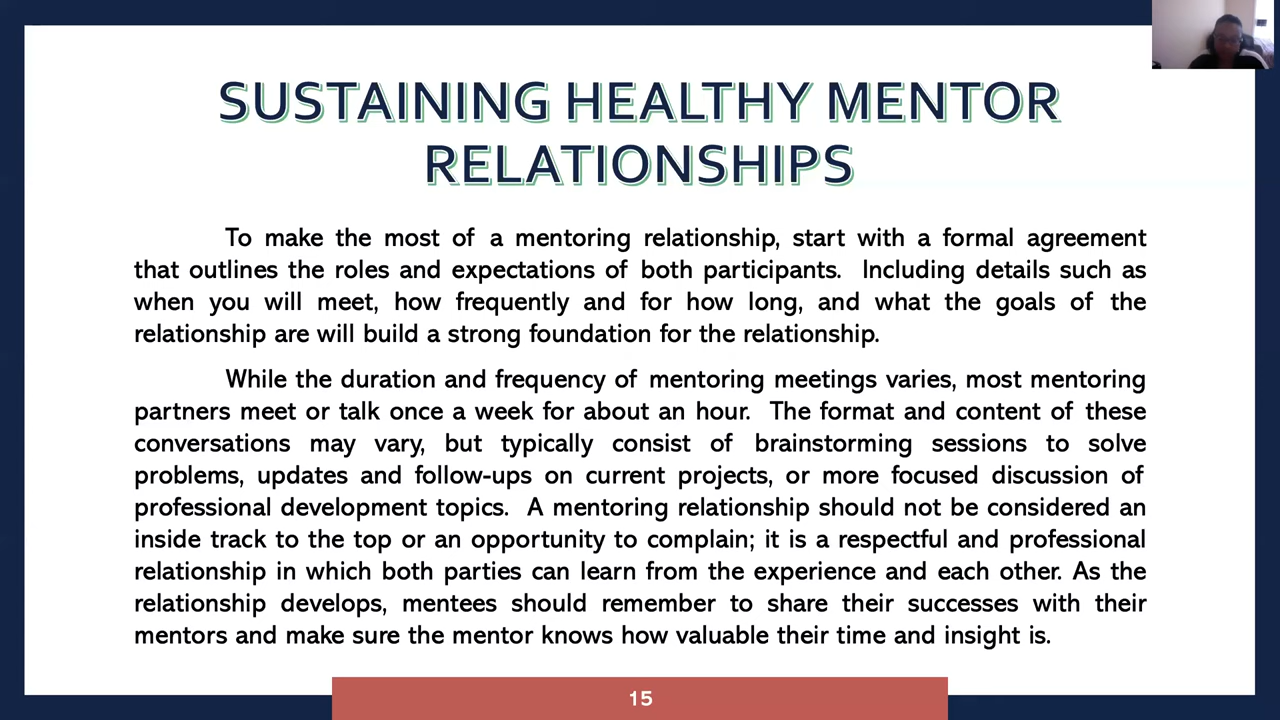 SUSTAINING HEALTHY MENTOR
RELATIONSHIPS
To make the most of a mentoring relationship, start with a formal agreement
that outlines the roles and expectations of both participants. Including details such as
when you will meet, how frequently and for how long, and what the goals of the
relationship are will build a strong foundation for the relationship.
While the duration and frequency of mentoring meetings varies, most mentoring
partners meet or talk once a week for about an hour. The format and content of these
conversations may vary, but typically consist of brainstorming sessions to solve
problems, updates and follow-ups on current projects, or more focused discussion of
professional development topics. A mentoring relationship should not be considered an
inside track to the top or an opportunity to complain; it is a respectful and professional
relationship in which both parties can learn from the experience and each other. As the
relationship develops, mentees should remember to share their successes with their
mentors and make sure the mentor knows how valuable their time and insight is.
15